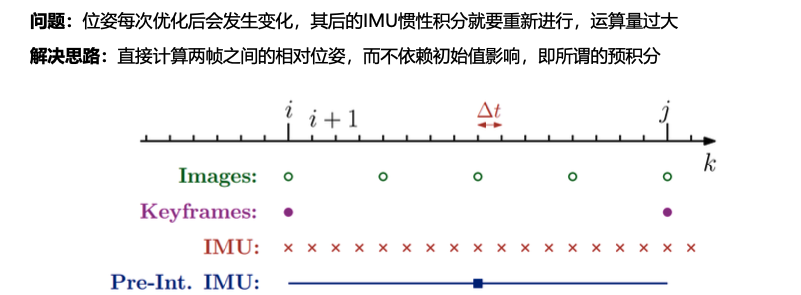 问题：位姿每次优化后会发生变化，其后的IMU惯性积分就要重新进行，运算量过大
解决思路：直接计算两帧之间的相对位姿，而不依赖初始值影响，即所谓的预积分
i i + 1 Δt j
k
Images:
Keyframes:
IMU:
Pre-Int. IMU: